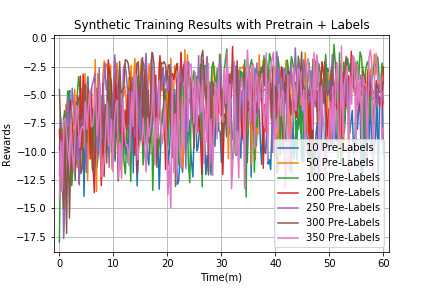 Synthetic Training Results with Pretrain + Labels
0.0
−2.5
−5.0
−7.5
−10.0
−12.5
−15.0
−17.5
Rewards
10 Pre-Labels
50 Pre-Labels
100 Pre-Labels
200 Pre-Labels
250 Pre-Labels
300 Pre-Labels
350 Pre-Labels
0 10 20 30 40 50 60
Time(m)